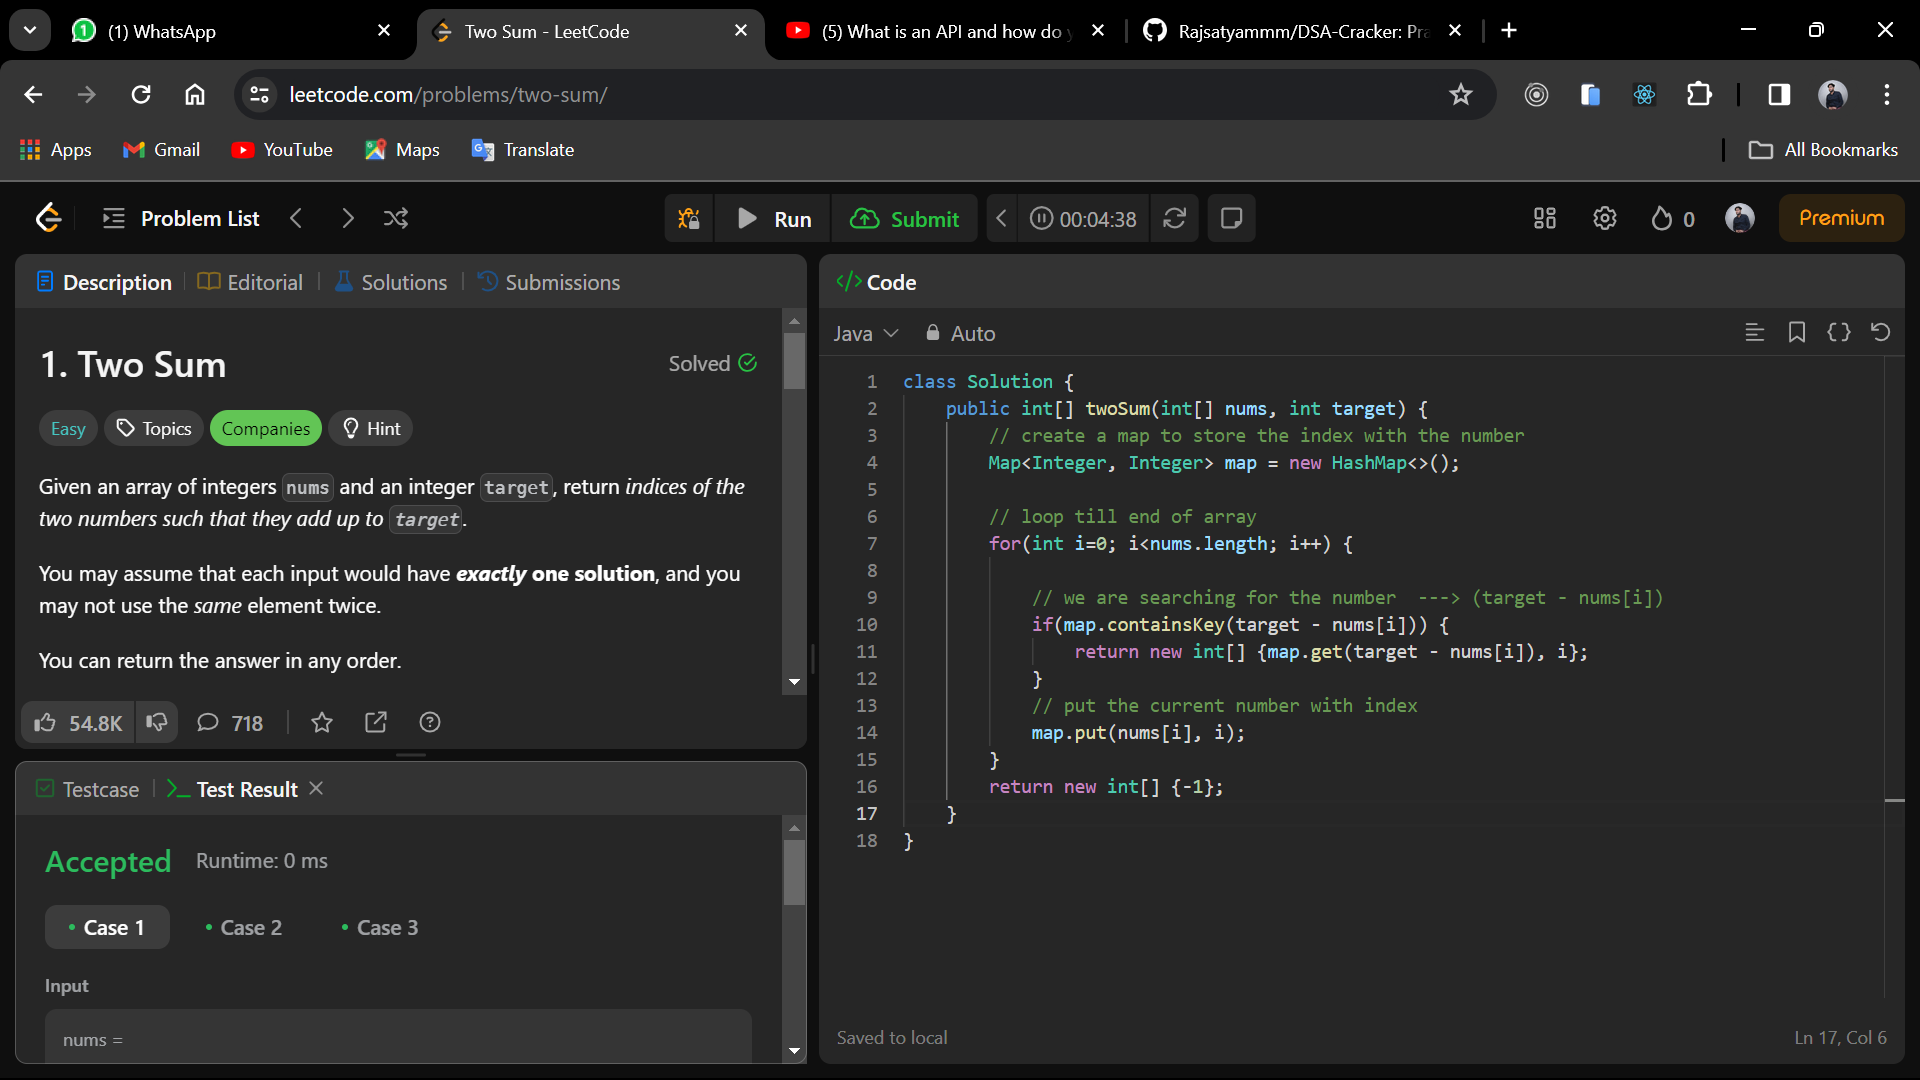 (1) WhatsApp
Two Sum - LeetCode
(5) What is an API and how do y
Rajsatyammm/DSA-Cracker: Pra
leetcode.com/problems/two-sum/
Apps
Gmail
YouTube
Maps
Translate
All Bookmarks
Problem List
Run
Submit
00:04:38
0
Premium
Description
Editorial
Solutions
Submissions
1. Two Sum
Solved
Easy
Topics
Companies
Hint
Given an array of integers nums and an integer target, return indices of the
two numbers such that they add up to target.
You may assume that each input would have exactly one solution, and you
may not use the same element twice.
You can return the answer in any order.
54.8K
718
Testcase
Test Result
Accepted
Runtime: 0 ms
Case 1
Case 2
Case 3
Input
nums =
</> Code
Java
Auto
1 class Solution {
2     public int[] twoSum(int[] nums, int target) {
3         // create a map to store the index with the number
4         Map<Integer, Integer> map = new HashMap<>();
5
6         // loop till end of array
7         for(int i=0; i<nums.length; i++) {
8
9             // we are searching for the number  ---> (target - nums[i])
10             if(map.containsKey(target - nums[i])) {
11                 return new int[] {map.get(target - nums[i]), i};
12             }
13             // put the current number with index
14             map.put(nums[i], i);
15         }
16         return new int[] {-1};
17     }
18 }
Saved to local
Ln 17, Col 6